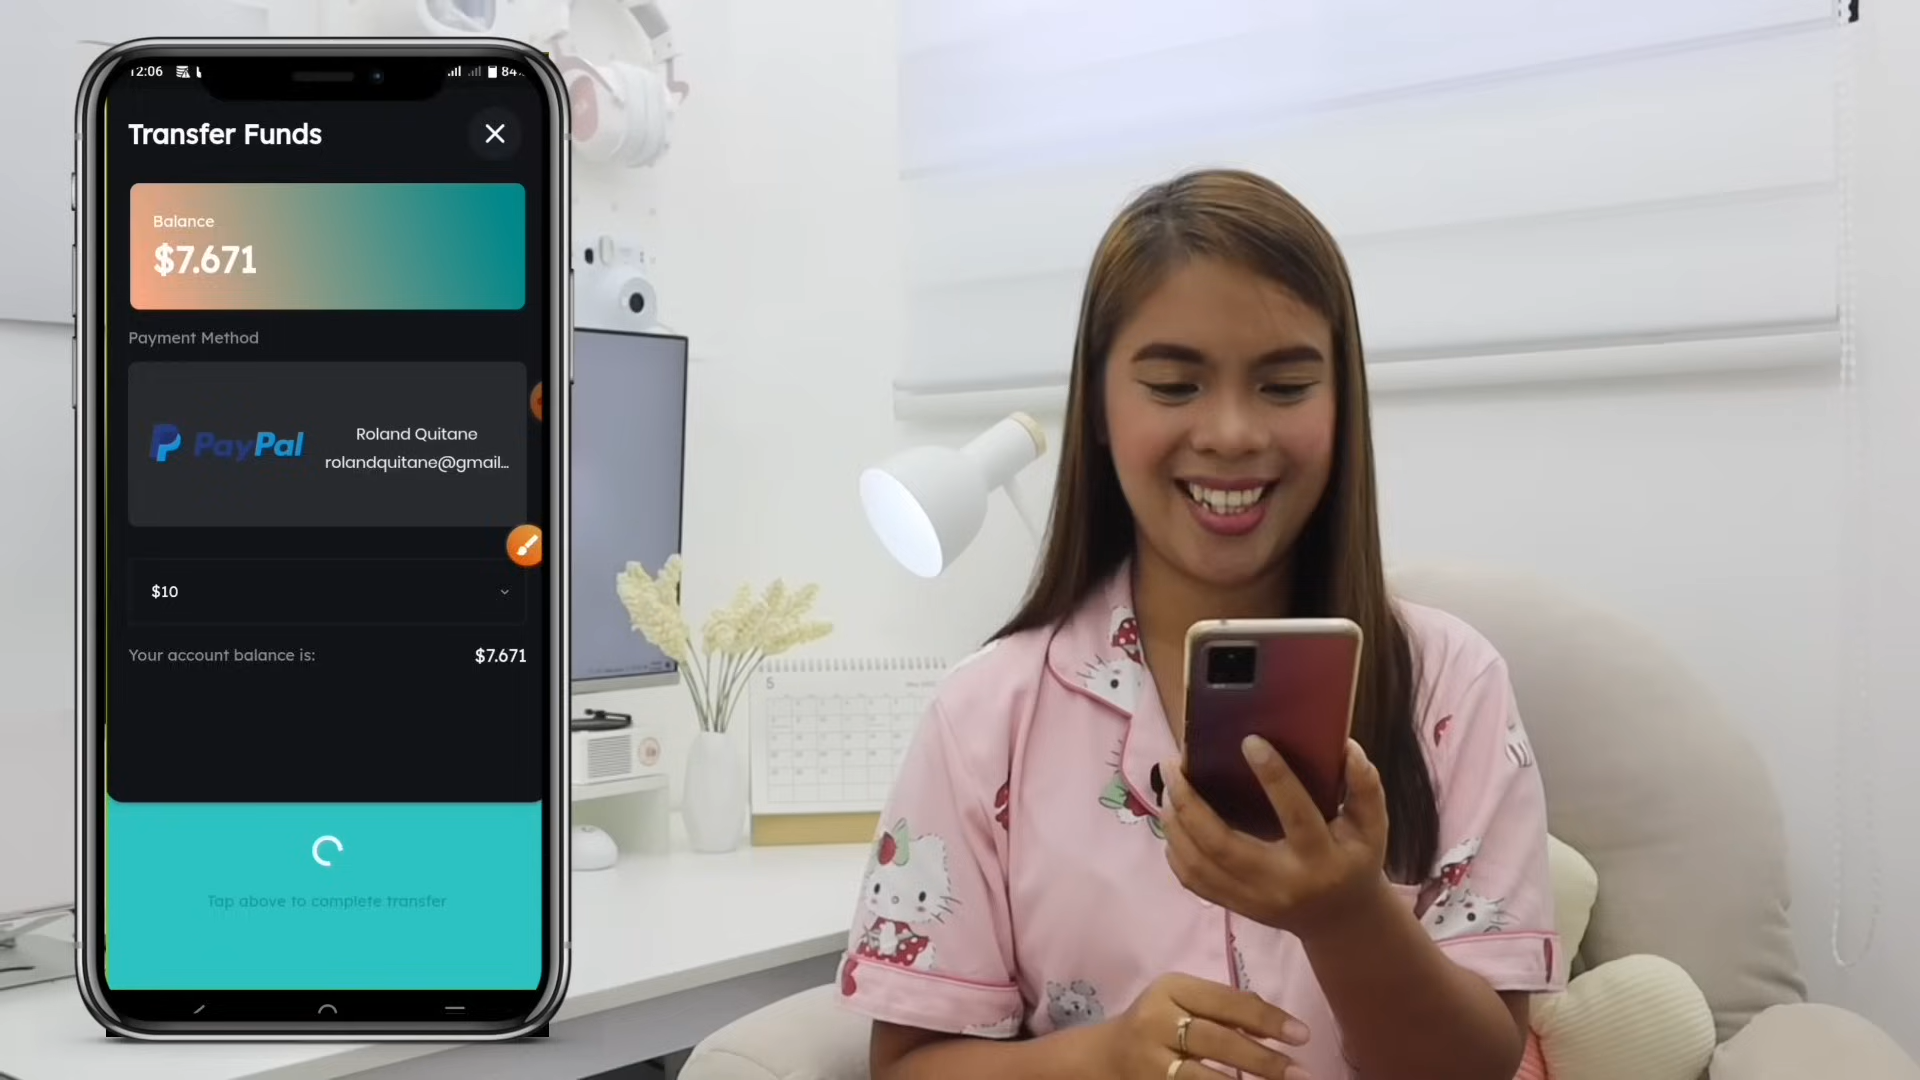 12:06
84
Transfer Funds
Balance
$7.671
Payment Method
PayPal
Roland Quitane
rolandquitane@gmail...
$10
Your account balance is:
$7.671
Tap above to complete transfer
5